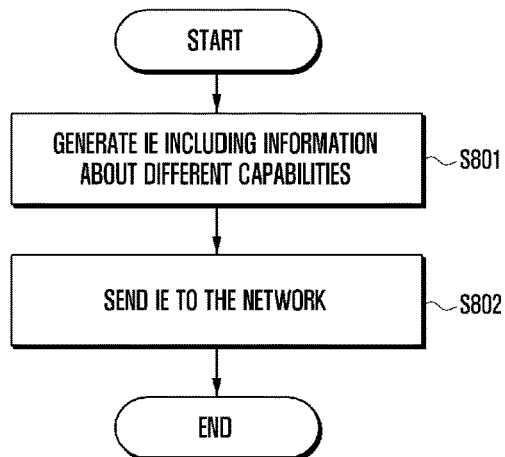 START
GENERATE IE INCLUDING INFORMATION
ABOUT DIFFERENT CAPABILITIES
S801
SEND IE TO THE NETWORK
S802
END